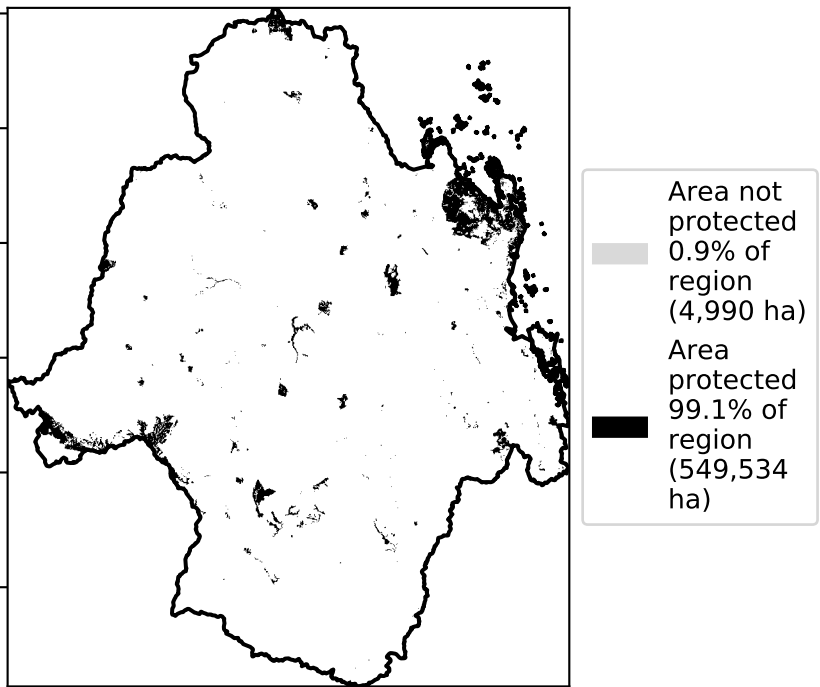 Area not
protected
0.9% of
region
(4,990 ha)
Area
protected
99.1% of
region
(549,534
ha)